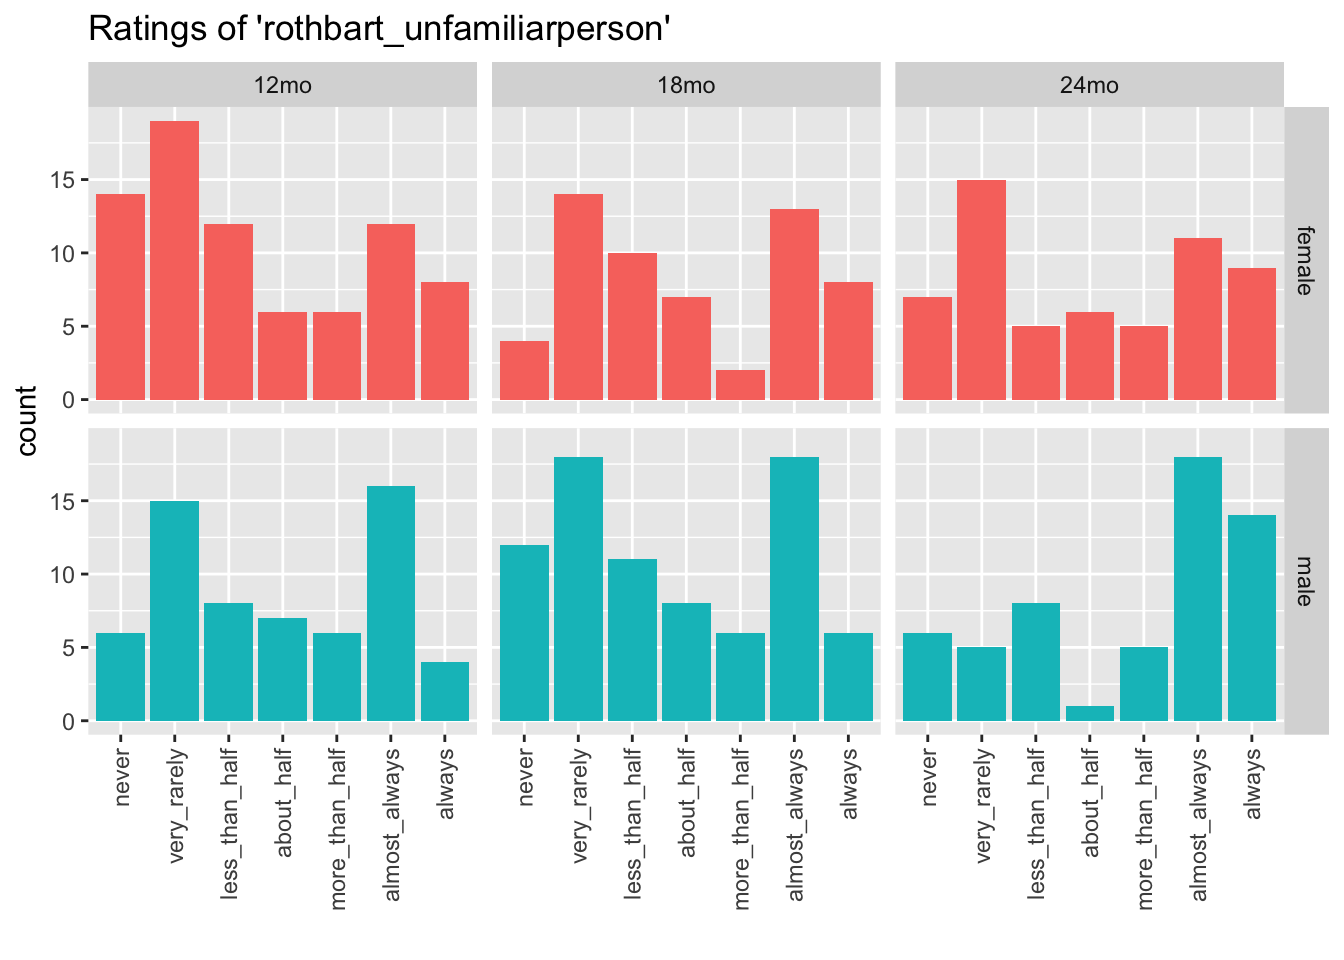 Ratings of 'rothbart_unfamiliarperson'
12mo 18mo 24mo
female
15
10
5
0
count
male
15
10
5
0
never very_rarely less_than_half about_half more_than_half almost_always always
never very_rarely less_than_half about_half more_than_half almost_always always
never very_rarely less_than_half about_half more_than_half almost_always always